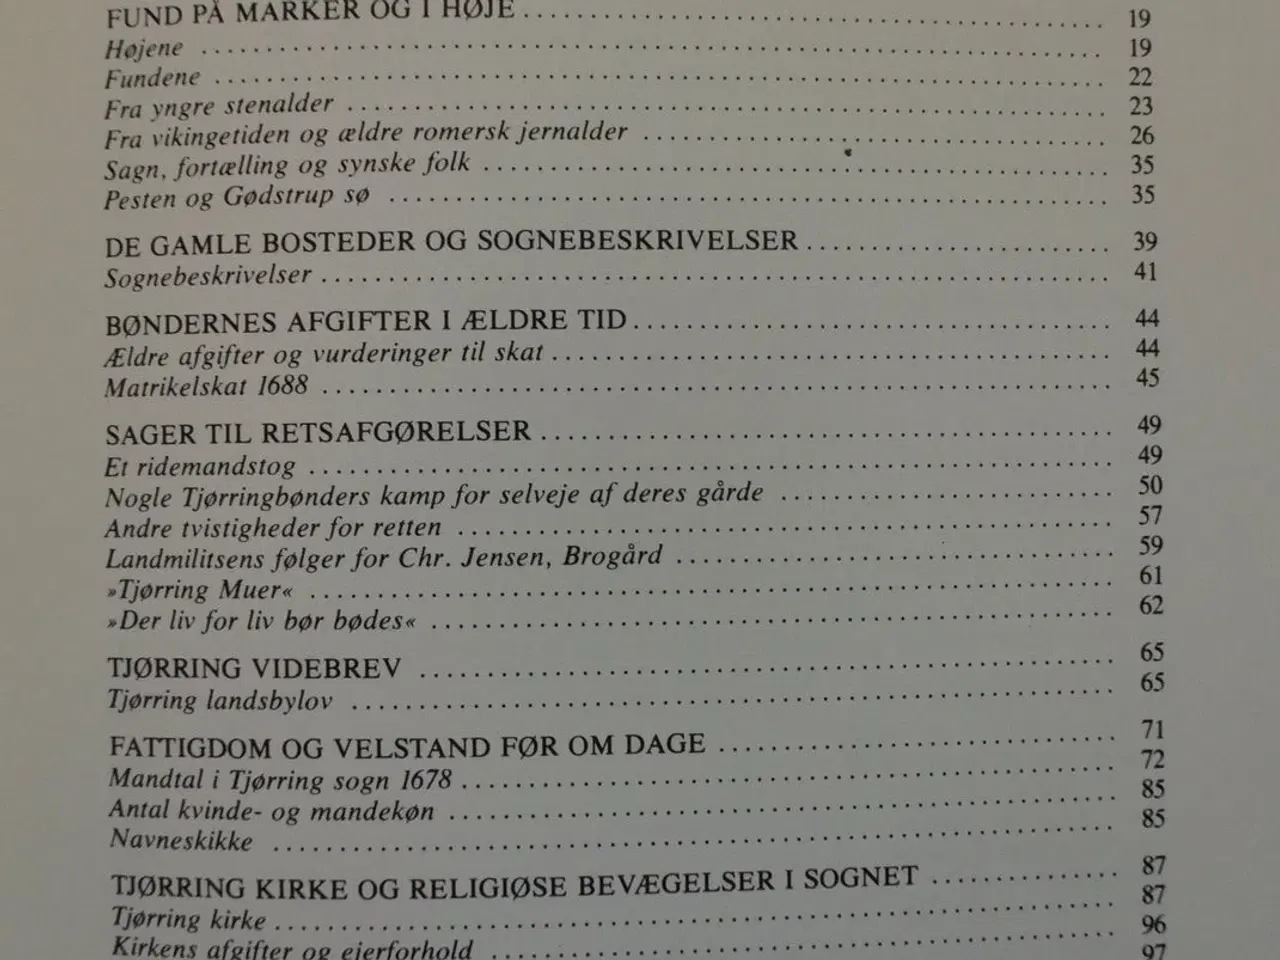 FUND PÅ MARKER OG I HØJE ........ 19
Højene ........ 19
Fundene ........ 22
Fra yngre stenalder ........ 23
Fra vikingetiden og ældre romersk jernalder ........ 26
Sagn, fortælling og synske folk ........ 35
Pesten og Gødstrup sø ........ 35
DE GAMLE BOSTEDER OG SOGNEBESKRIVELSER ........ 39
Sognebeskrivelser ........ 41
BØNDERNES AFGIFTER I ÆLDRE TID ........ 44
Ældre afgifter og vurderinger til skat ........ 44
Matrikelskat 1688 ........ 45
SAGER TIL RETSAFGØRELSER ........ 49
Et ridemandstog ........ 49
Nogle Tjørringbønders kamp for selveje af deres gårde ........ 50
Andre tvistigheder for retten ........ 57
Landmilitsens følger for Chr. Jensen, Brogård ........ 59
»Tjørring Muer« ........ 61
»Der liv for liv bør bødes« ........ 62
TJØRRING VIDEBREV ........ 65
Tjørring landsbylov ........ 65
FATTIGDOM OG VELSTAND FØR OM DAGE ........ 71
Mandtal i Tjørring sogn 1678 ........ 72
Antal kvinde- og mandekøn ........ 85
Navneskikke ........ 85
TJØRRING KIRKE OG RELIGIØSE BEVÆGELSER I SOGNET ........ 87
Tjørring kirke ........ 87
Kirkens afgifter og ejerforhold ........ 96
97